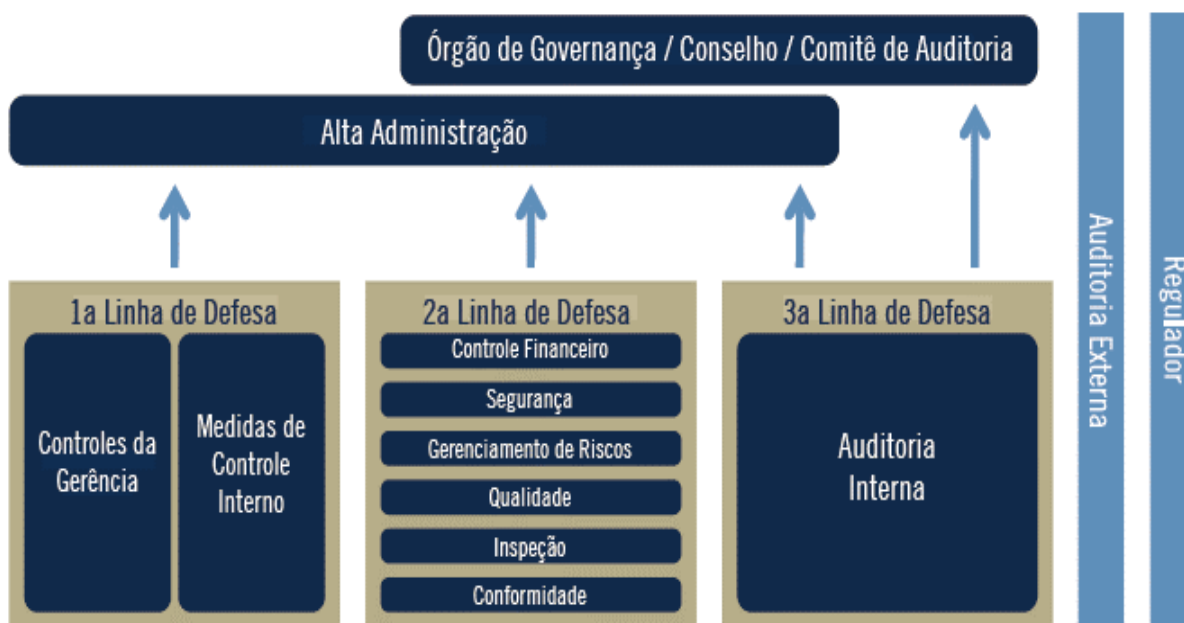 Órgão de Governança / Conselho / Comitê de Auditoria
Alta Administração
1a Linha de Defesa
Controles da
Gerência
Medidas de
Controle
Interno
2a Linha de Defesa
Controle Financeiro
Segurança
Gerenciamento de Riscos
Qualidade
Inspeção
Conformidade
3a Linha de Defesa
Auditoria
Interna
Auditoria Externa
Regulador